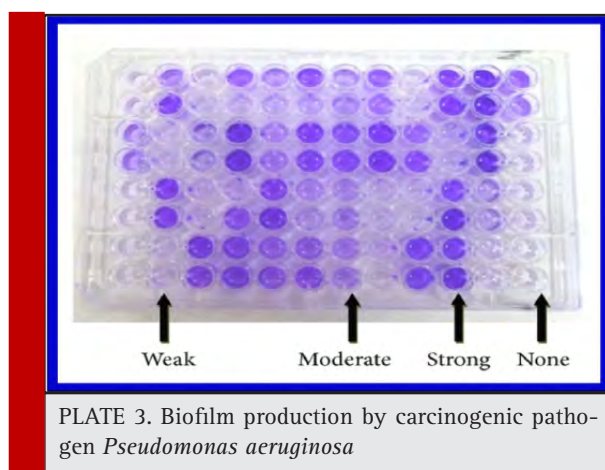 Weak Moderate Strong None
PLATE 3. Biofilm production by carcinogenic patho-
gen Pseudomonas aeruginosa